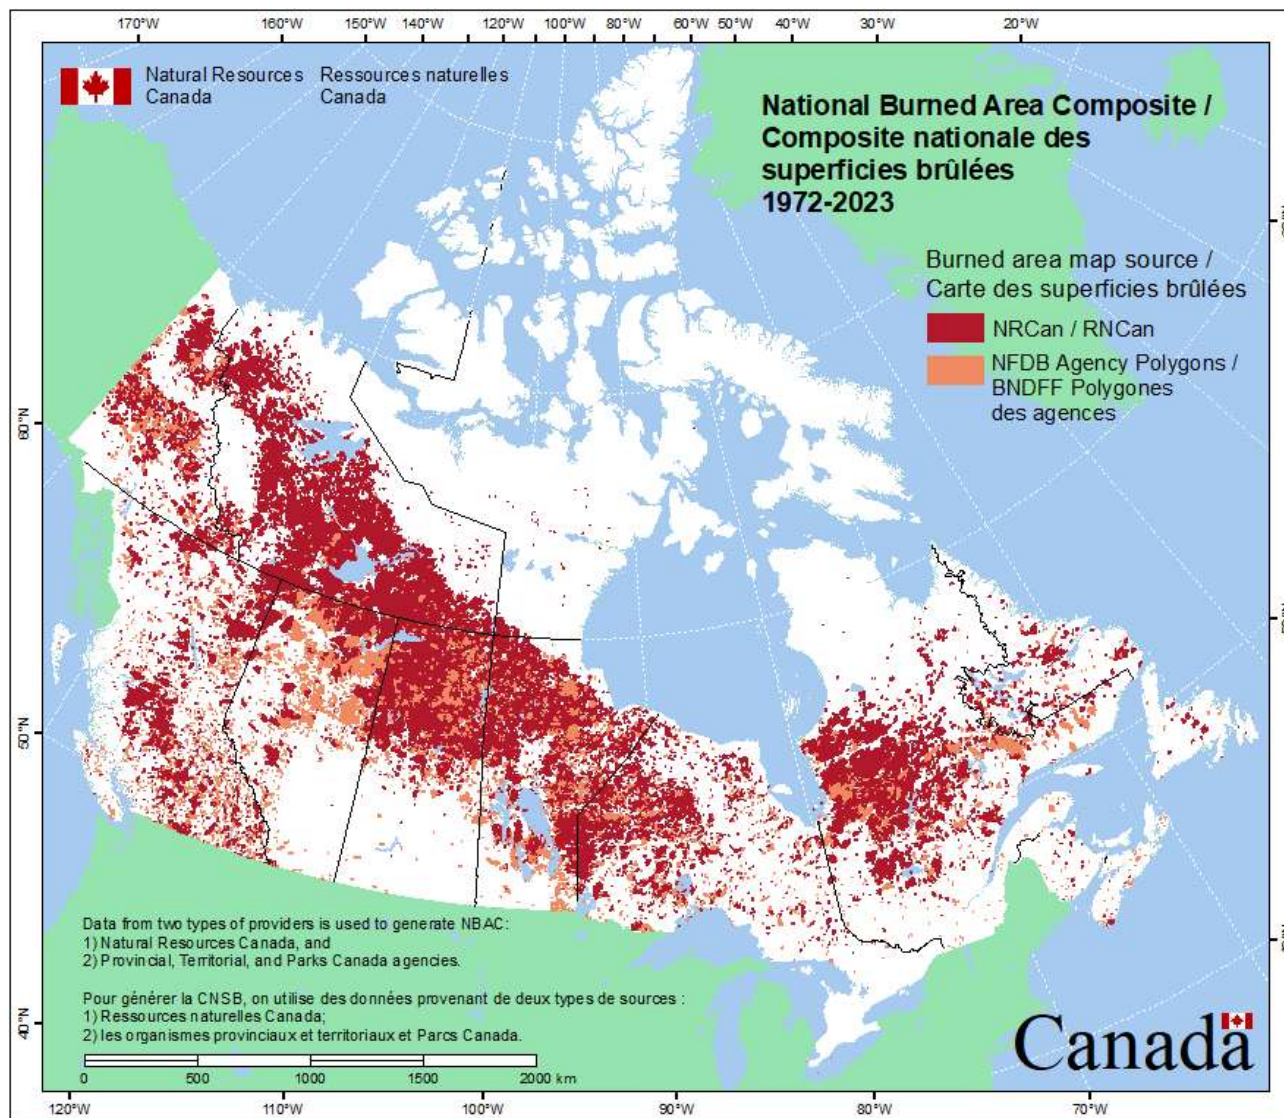 170°W 160°W 150°W 140°W 120°W 100°W 80°W 60°W 50°W 40°W 30°W 20°W
Natural Resources Ressources naturelles
Canada Canada
National Burned Area Composite /
Composite nationale des
superficies brûlées
1972-2023
Burned area map source /
Carte des superficies brûlées
NRCan / RNCan
NFDB Agency Polygons /
BNDFF Polygones
des agences
60°N
50°N
40°N
Data from two types of providers is used to generate NBAC:
1) Natural Resources Canada, and
2) Provincial, Territorial, and Parks Canada agencies.
Pour générer la CNSB, on utilise des données provenant de deux types de sources :
1) Ressources naturelles Canada;
2) les organismes provinciaux et territoriaux et Parcs Canada.
0 500 1000 1500 2000 km
Canada
120°W 110°W 100°W 90°W 80°W 70°W